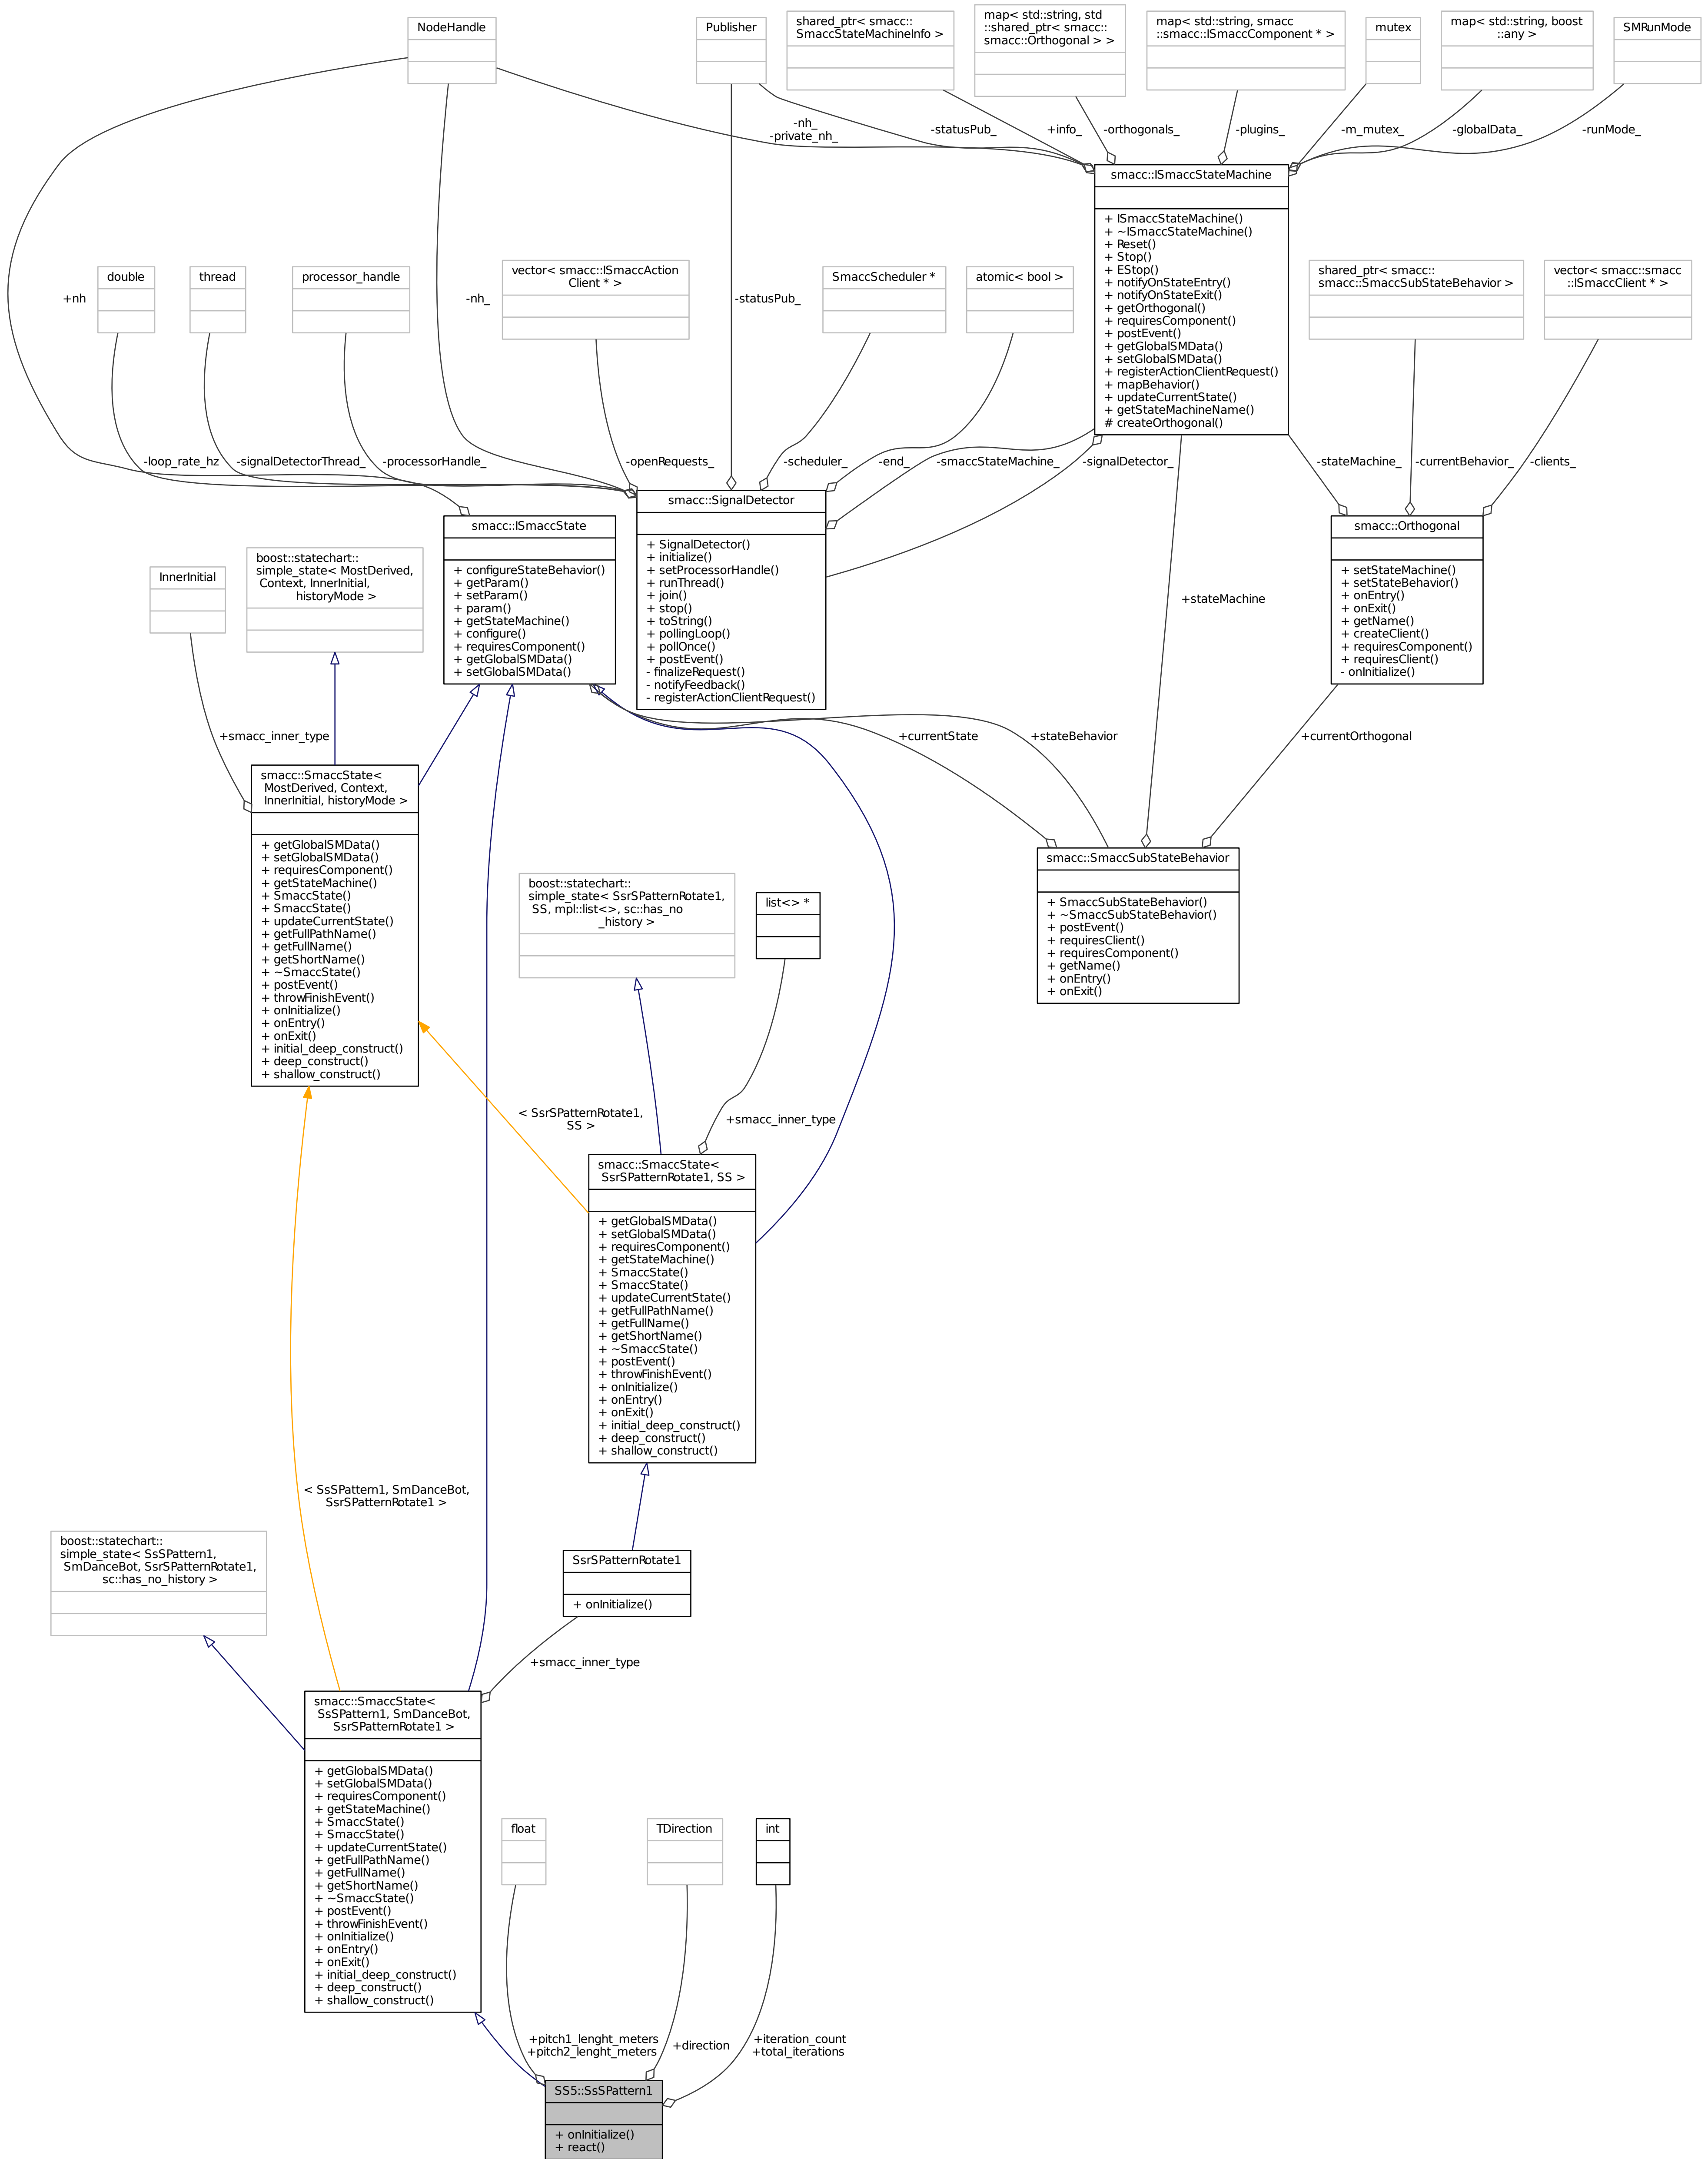 NodeHandle
Publisher
shared_ptr< smacc::
SmaccStateMachineInfo >
map< std::string, std
::shared_ptr< smacc::
smacc::Orthogonal > >
map< std::string, smacc
::smacc::ISmaccComponent * >
mutex
map< std::string, boost
::any >
SMRunMode
-nh_
-private_nh_
-statusPub_
+info_
-orthogonals_
-plugins_
-m_mutex_
-globalData_
-runMode_
smacc::ISmaccStateMachine
+ ISmaccStateMachine()
+ ~ISmaccStateMachine()
+ Reset()
+ Stop()
+ EStop()
+ notifyOnStateEntry()
+ notifyOnStateExit()
+ getOrthogonal()
+ requiresComponent()
+ postEvent()
+ getGlobalSMData()
+ setGlobalSMData()
+ registerActionClientRequest()
+ mapBehavior()
+ updateCurrentState()
+ getStateMachineName()
# createOrthogonal()
+nh
double
thread
processor_handle
-nh_
vector< smacc::ISmaccAction
Client * >
-statusPub_
SmaccScheduler *
atomic< bool >
shared_ptr< smacc::
smacc::SmaccSubStateBehavior >
vector< smacc::smacc
::ISmaccClient * >
-loop_rate_hz
-signalDetectorThread_
-processorHandle_
-openRequests_
-scheduler_
-end_
-smaccStateMachine_
-signalDetector_
-stateMachine_
-currentBehavior_
-clients_
smacc::SignalDetector
+ SignalDetector()
+ initialize()
+ setProcessorHandle()
+ runThread()
+ join()
+ stop()
+ toString()
+ pollingLoop()
+ pollOnce()
+ postEvent()
- finalizeRequest()
- notifyFeedback()
- registerActionClientRequest()
smacc::ISmaccState
+ configureStateBehavior()
+ getParam()
+ setParam()
+ param()
+ getStateMachine()
+ configure()
+ requiresComponent()
+ getGlobalSMData()
+ setGlobalSMData()
smacc::Orthogonal
+ setStateMachine()
+ setStateBehavior()
+ onEntry()
+ onExit()
+ getName()
+ createClient()
+ requiresComponent()
+ requiresClient()
- onInitialize()
InnerInitial
boost::statechart::
simple_state< MostDerived,
Context, InnerInitial,
historyMode >
+stateMachine
+smacc_inner_type
+currentState
+stateBehavior
+currentOrthogonal
smacc::SmaccState<
MostDerived, Context,
InnerInitial, historyMode >
+ getGlobalSMData()
+ setGlobalSMData()
+ requiresComponent()
+ getStateMachine()
+ SmaccState()
+ SmaccState()
+ updateCurrentState()
+ getFullPathName()
+ getFullName()
+ getShortName()
+ ~SmaccState()
+ postEvent()
+ throwFinishEvent()
+ onInitialize()
+ onEntry()
+ onExit()
+ initial_deep_construct()
+ deep_construct()
+ shallow_construct()
smacc::SmaccSubStateBehavior
+ SmaccSubStateBehavior()
+ ~SmaccSubStateBehavior()
+ postEvent()
+ requiresClient()
+ requiresComponent()
+ getName()
+ onEntry()
+ onExit()
boost::statechart::
simple_state< SsrSPatternRotate1,
SS, mpl::list<>, sc::has_no
_history >
list<> *
< SsrSPatternRotate1,
SS >
+smacc_inner_type
smacc::SmaccState<
SsrSPatternRotate1, SS >
+ getGlobalSMData()
+ setGlobalSMData()
+ requiresComponent()
+ getStateMachine()
+ SmaccState()
+ SmaccState()
+ updateCurrentState()
+ getFullPathName()
+ getFullName()
+ getShortName()
+ ~SmaccState()
+ postEvent()
+ throwFinishEvent()
+ onInitialize()
+ onEntry()
+ onExit()
+ initial_deep_construct()
+ deep_construct()
+ shallow_construct()
< SsSPattern1, SmDanceBot,
SsrSPatternRotate1 >
boost::statechart::
simple_state< SsSPattern1,
SmDanceBot, SsrSPatternRotate1,
sc::has_no_history >
SsrSPatternRotate1
+ onInitialize()
+smacc_inner_type
smacc::SmaccState<
SsSPattern1, SmDanceBot,
SsrSPatternRotate1 >
+ getGlobalSMData()
+ setGlobalSMData()
+ requiresComponent()
+ getStateMachine()
+ SmaccState()
+ SmaccState()
+ updateCurrentState()
+ getFullPathName()
+ getFullName()
+ getShortName()
+ ~SmaccState()
+ postEvent()
+ throwFinishEvent()
+ onInitialize()
+ onEntry()
+ onExit()
+ initial_deep_construct()
+ deep_construct()
+ shallow_construct()
float
TDirection
int
+pitch1_lenght_meters
+pitch2_lenght_meters
+direction
+iteration_count
+total_iterations
SS5::SsSPattern1
+ onInitialize()
+ react()